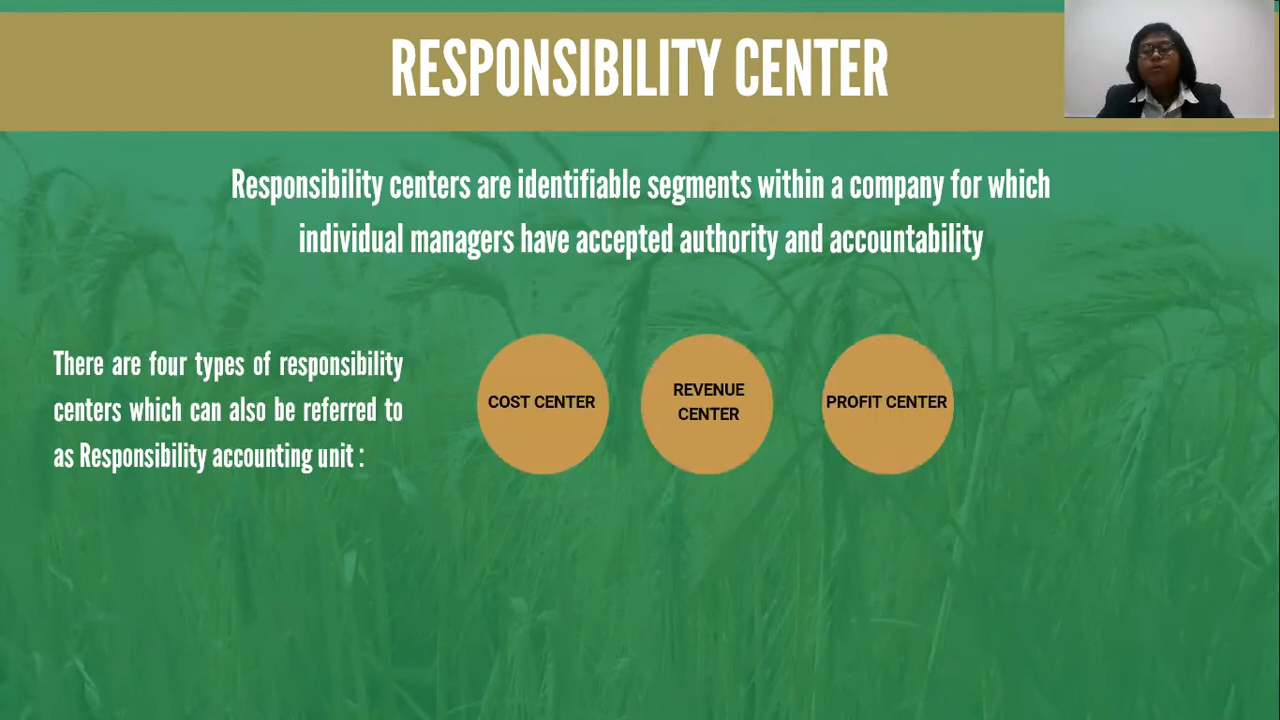 RESPONSIBILITY CENTER
Responsibility centers are identifiable segments within a company for which
individual managers have accepted authority and accountability
There are four types of responsibility
centers which can also be referred to
as Responsibility accounting unit :
COST CENTER
REVENUE
CENTER
PROFIT CENTER